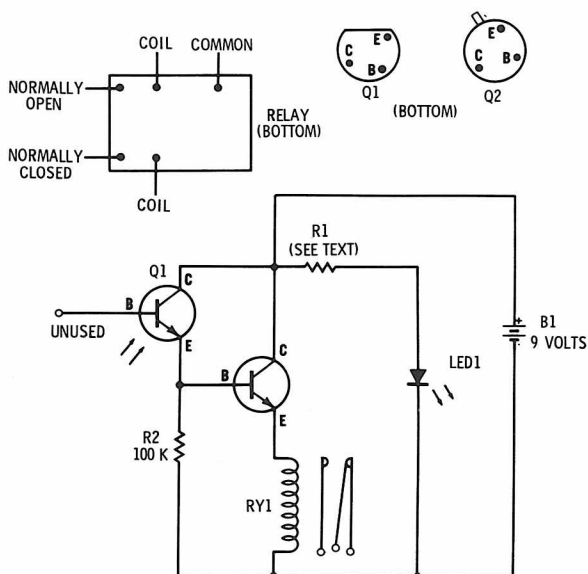 COIL
COMMON
NORMALLY
OPEN
RELAY
(BOTTOM)
NORMALLY
CLOSED
COIL
E
C
B
Q1
(BOTTOM)
E
C
B
Q2
R1
(SEE TEXT)
Q1
C
B
UNUSED
E
B
C
E
R2
100 K
RY1
LED1
+
B1
9 VOLTS